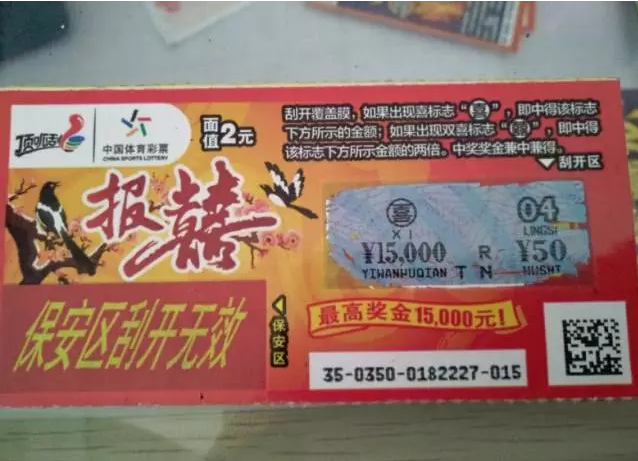 顶呱刮
中国体育彩票
CHINA SPORTS LOTTERY
面值2元
刮开覆盖膜，如果出现喜标志“喜”，即中得该标志
下方所示的金额；如果出现双喜标志“囍”，即中得
该标志下方所示金额的两倍。中奖奖金兼中兼得。
刮开区
报囍
喜 04
XI LINGSI
¥15,000 R ¥50
YIWANWUQIAN T N WUSHI
保安区刮开无效
保安区
最高奖金15,000元！
35-0350-0182227-015